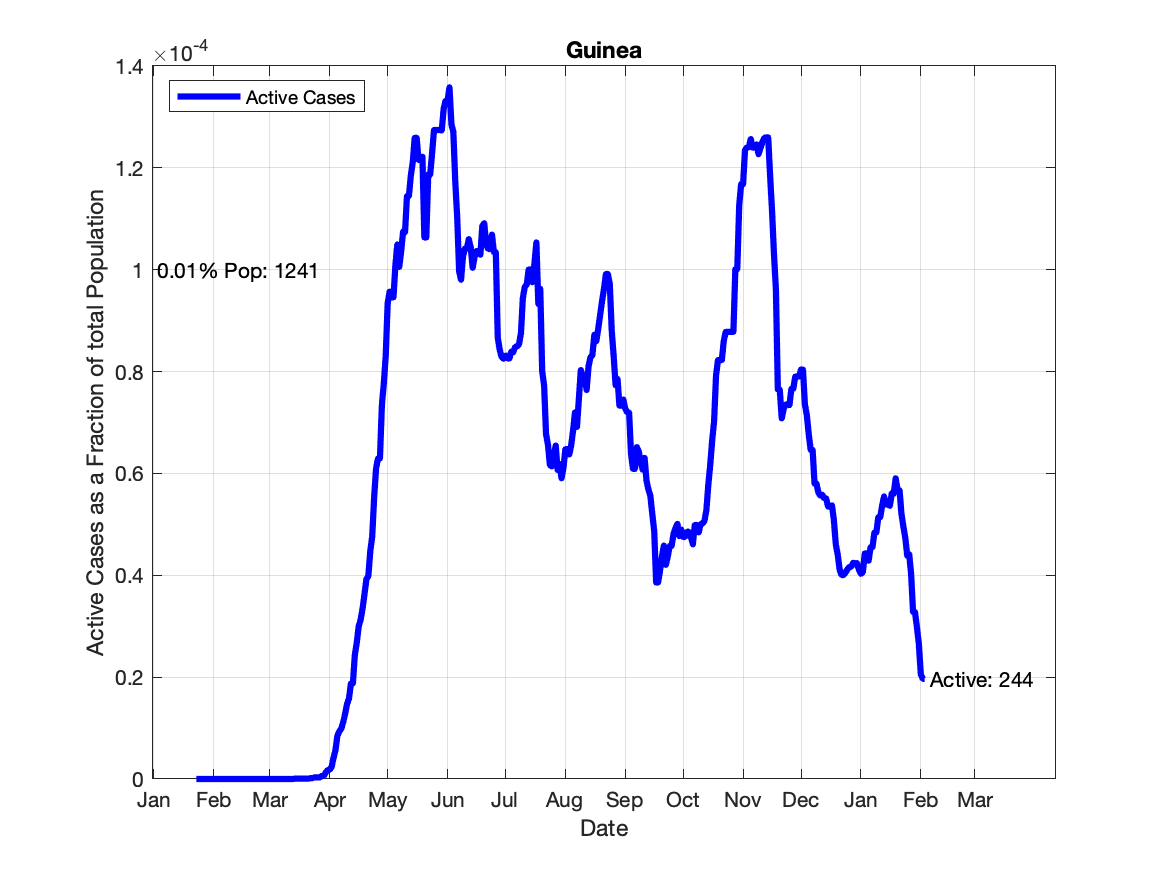 Guinea
×10-4
Active Cases
1.4
1.2
1
0.8
0.6
0.4
0.2
0
0.01% Pop: 1241
Active: 244
Active Cases as a Fraction of total Population
Jan Feb Mar Apr May Jun Jul Aug Sep Oct Nov Dec Jan Feb Mar
Date